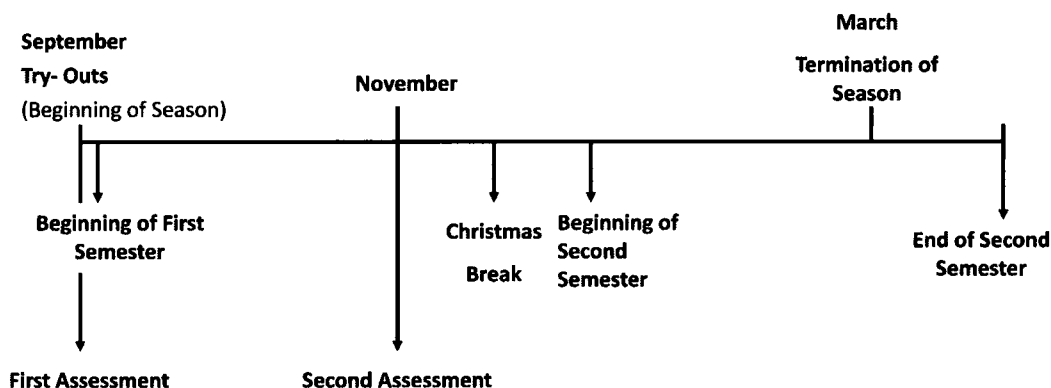 September
Try- Outs
(Beginning of Season)
November
March
Termination of
Season
Beginning of First
Semester
Christmas
Break
Beginning of
Second
Semester
End of Second
Semester
First Assessment
Second Assessment